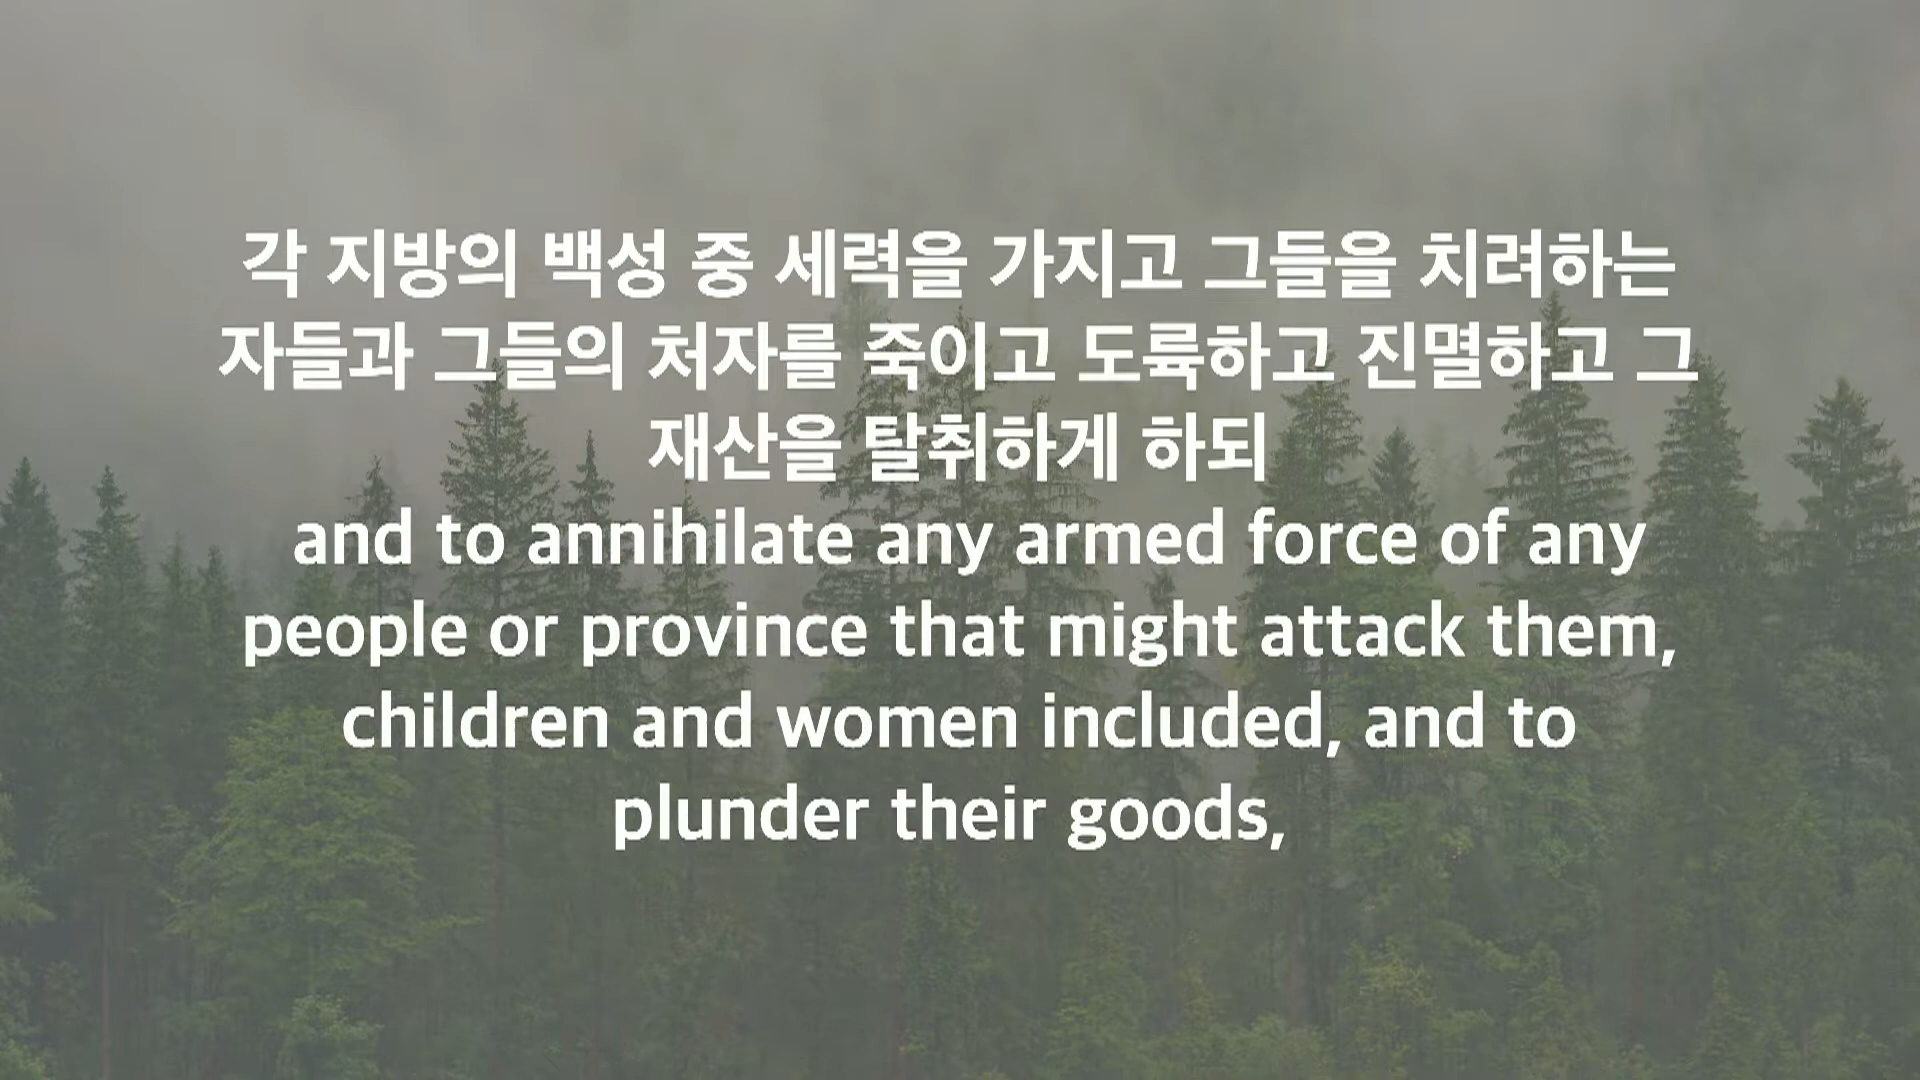 각 지방의 백성 중 세력을 가지고 그들을 치려하는
자들과 그들의 처자를 죽이고 도륙하고 진멸하고 그
재산을 탈취하게 하되
and to annihilate any armed force of any
people or province that might attack them,
children and women included, and to
plunder their goods,